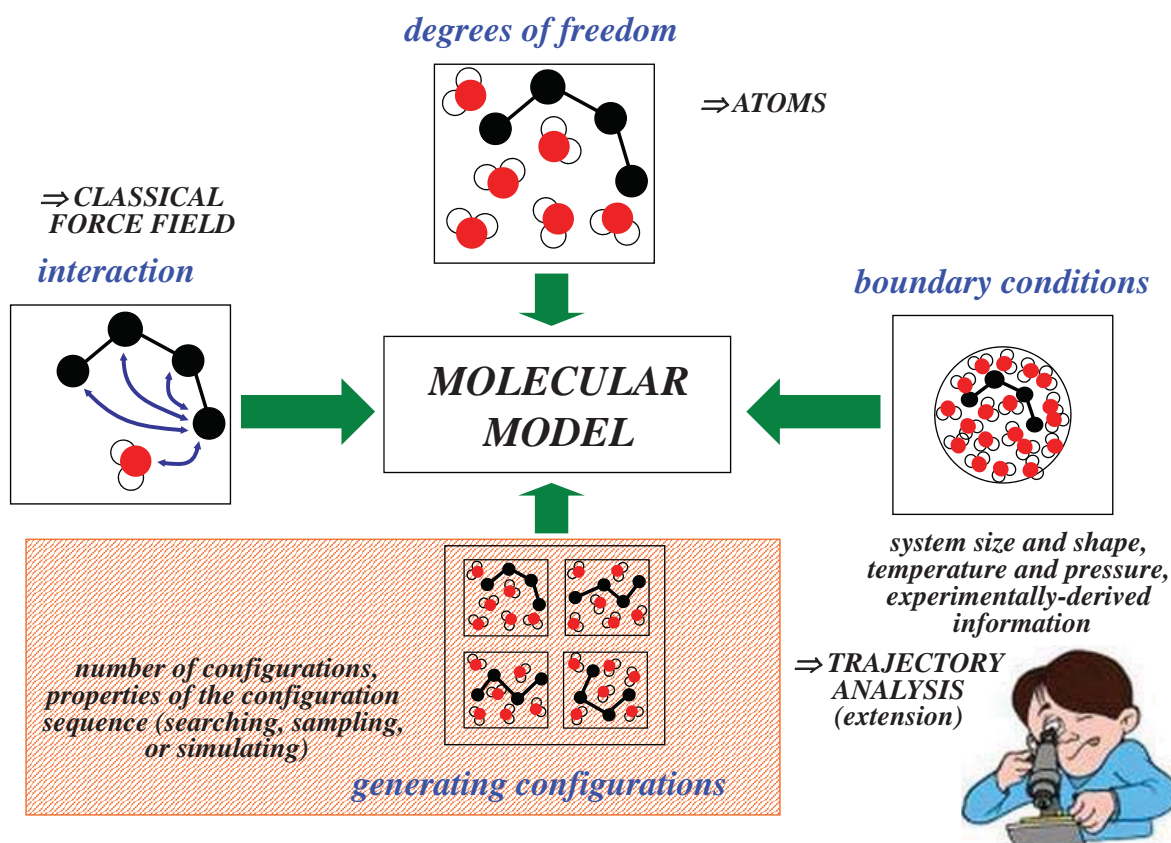 degrees of freedom
⇒ ATOMS
⇒ CLASSICAL
FORCE FIELD
interaction
boundary conditions
MOLECULAR
MODEL
system size and shape,
temperature and pressure,
experimentally-derived
information
number of configurations,
properties of the configuration
sequence (searching, sampling,
or simulating)
generating configurations
⇒ TRAJECTORY
ANALYSIS
(extension)